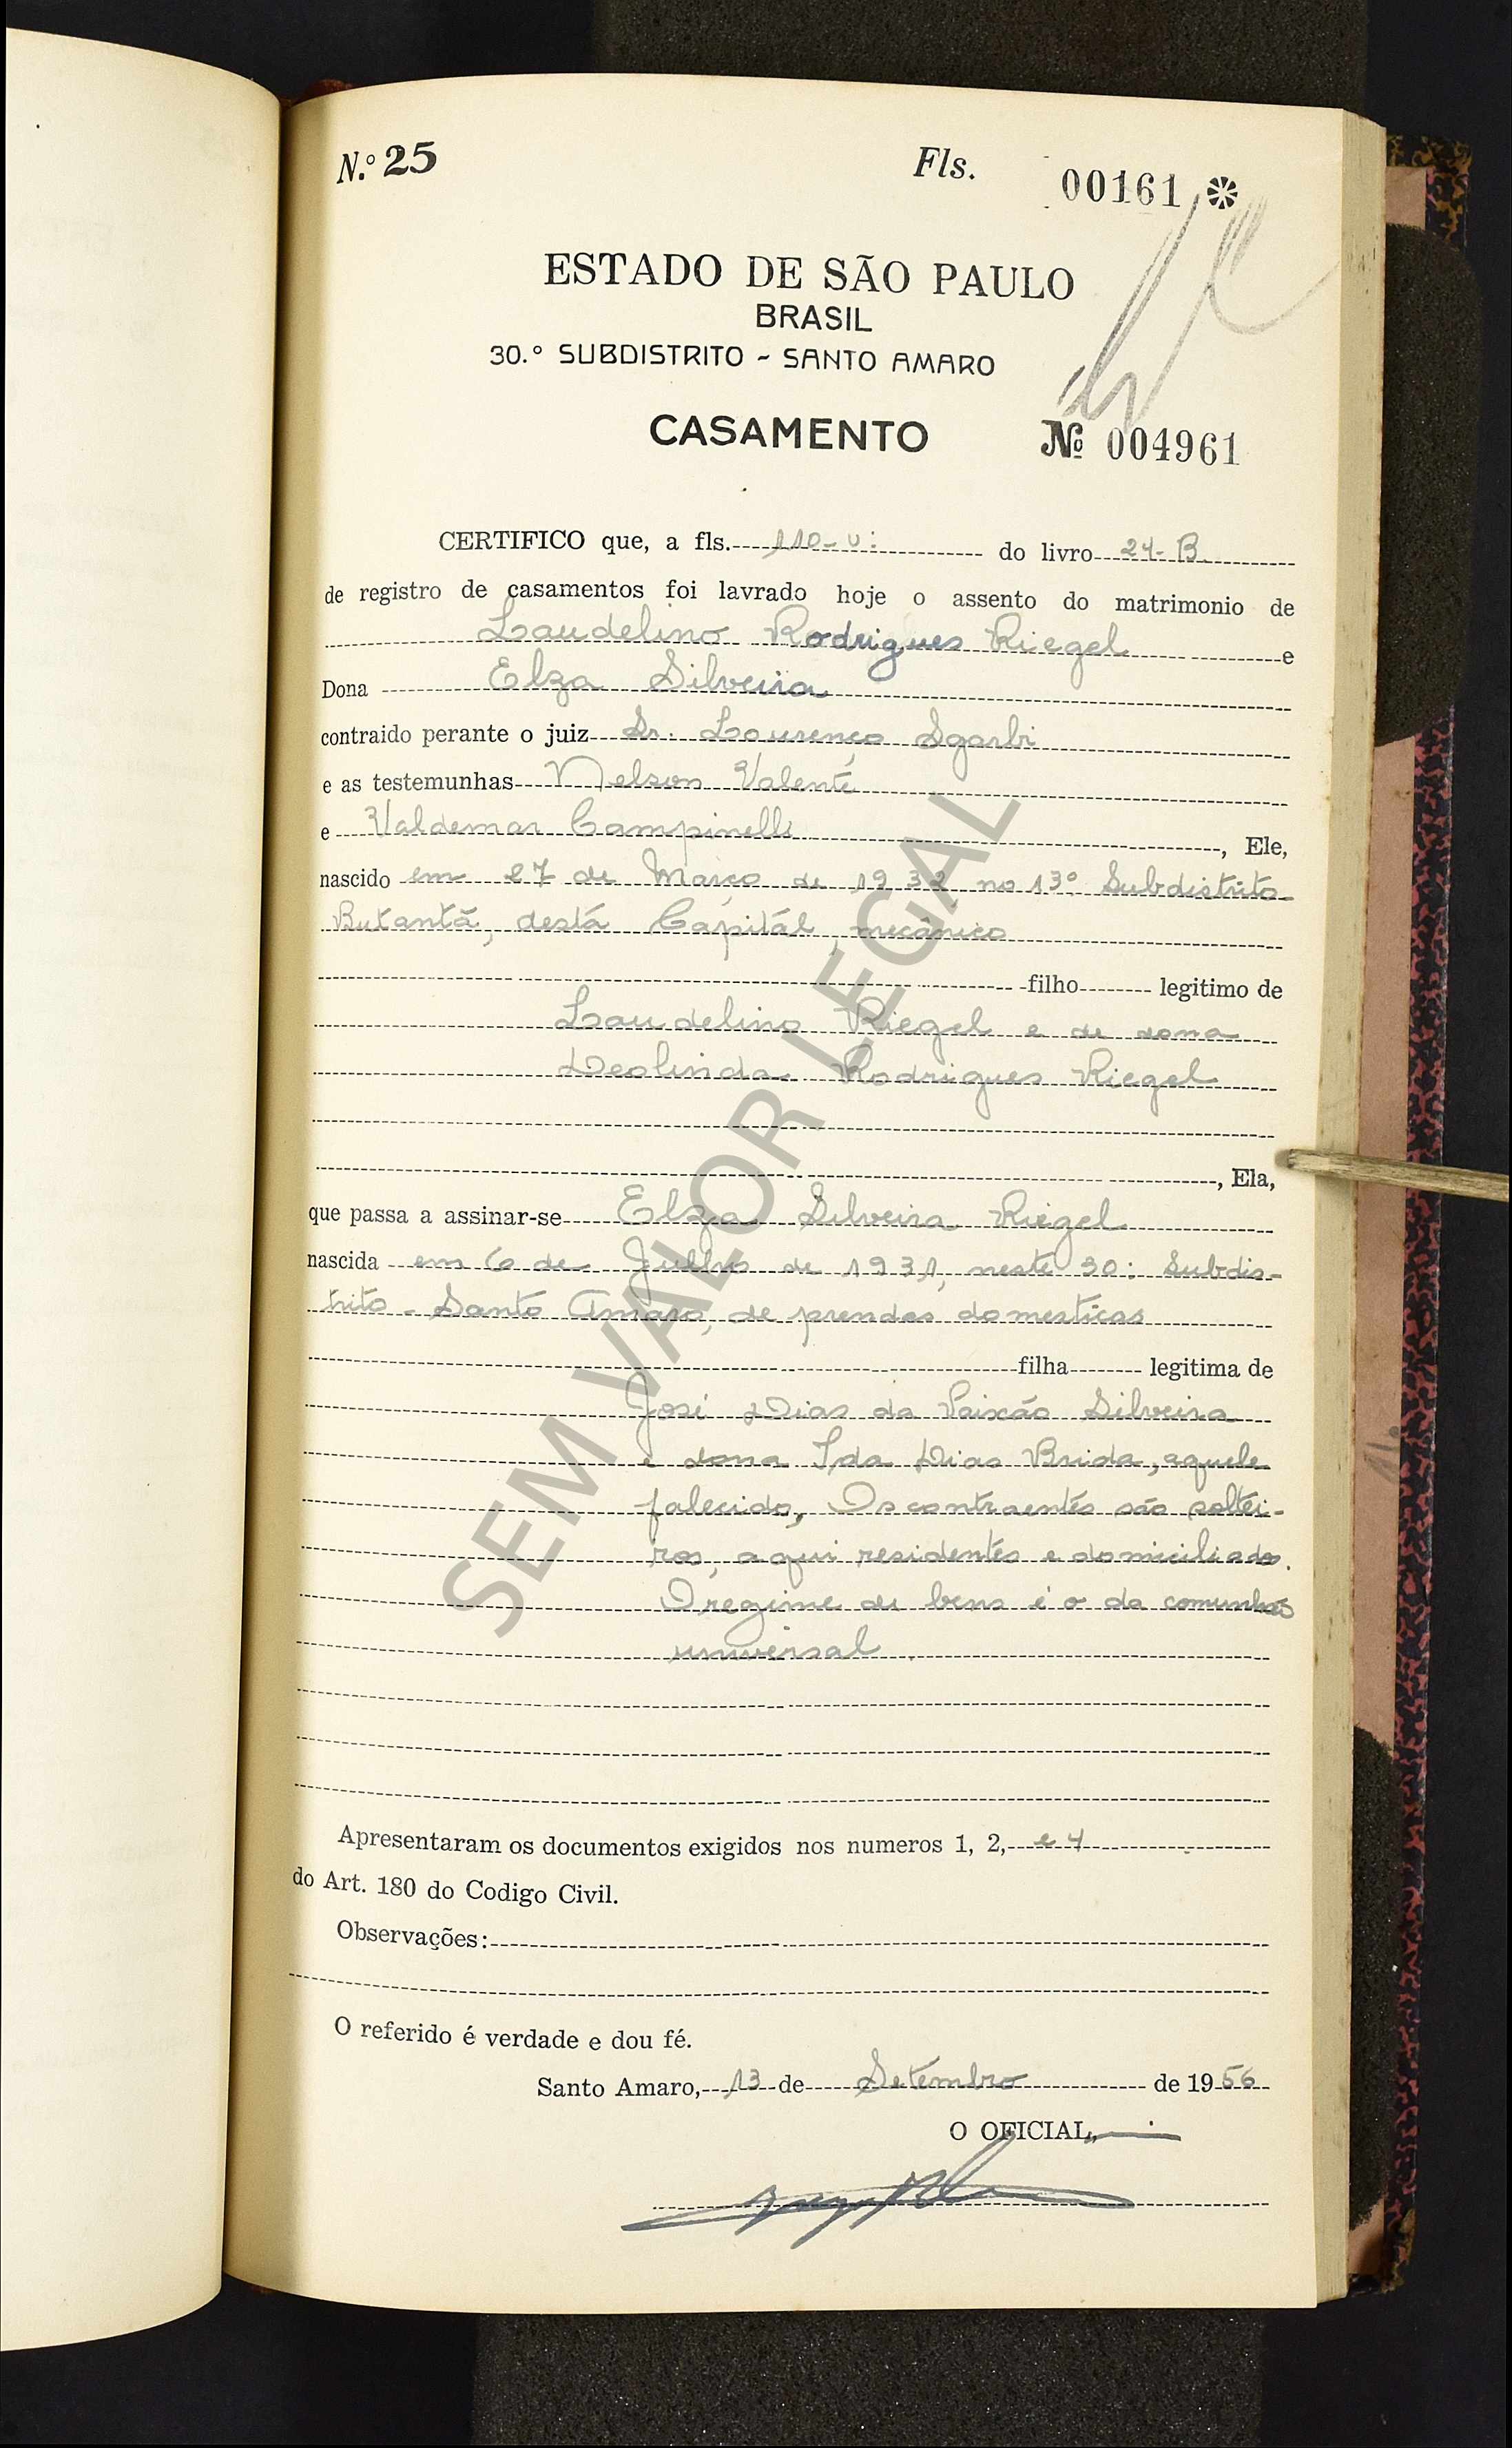 N.º 25 Fls. 00161 *
ESTADO DE SÃO PAULO
BRASIL
30.º SUBDISTRITO - SANTO AMARO
CASAMENTO Nº 004961
CERTIFICO que, a fls. 110-v: do livro 24-B
de registro de casamentos foi lavrado hoje o assento do matrimonio de
Laudelino Rodrigues Riegel e
Dona Elza Silveira
contraido perante o juiz Sr. Lourenço Sgarbi
e as testemunhas Nelson Valente
e Valdemar Campinelli, Ele,
nascido em 27 de Março de 1932, no 13º Subdistrito
Butantã, desta Capitál, mecânico
filho legitimo de
Laudelino Riegel e de dona
Deolinda Rodrigues Riegel
, Ela,
que passa a assinar-se Elza Silveira Riegel
nascida em 6 de Julho de 1931, neste 30: Subdis-
trito - Santo Amaro, de prendas domesticas
filha legitima de
José Dias da Paixão Silveira
e dona Ida Dias Brida, aquele
falecido, Os contraentes são soltei-
ros, aqui residentes e domiciliados.
O regime de bens é o da comunhão
universal.
Apresentaram os documentos exigidos nos numeros 1, 2, e 4
do Art. 180 do Codigo Civil.
Observações:
O referido é verdade e dou fé.
Santo Amaro, 13 de Setembro de 1956
O OFICIAL,
SEM VALOR LEGAL